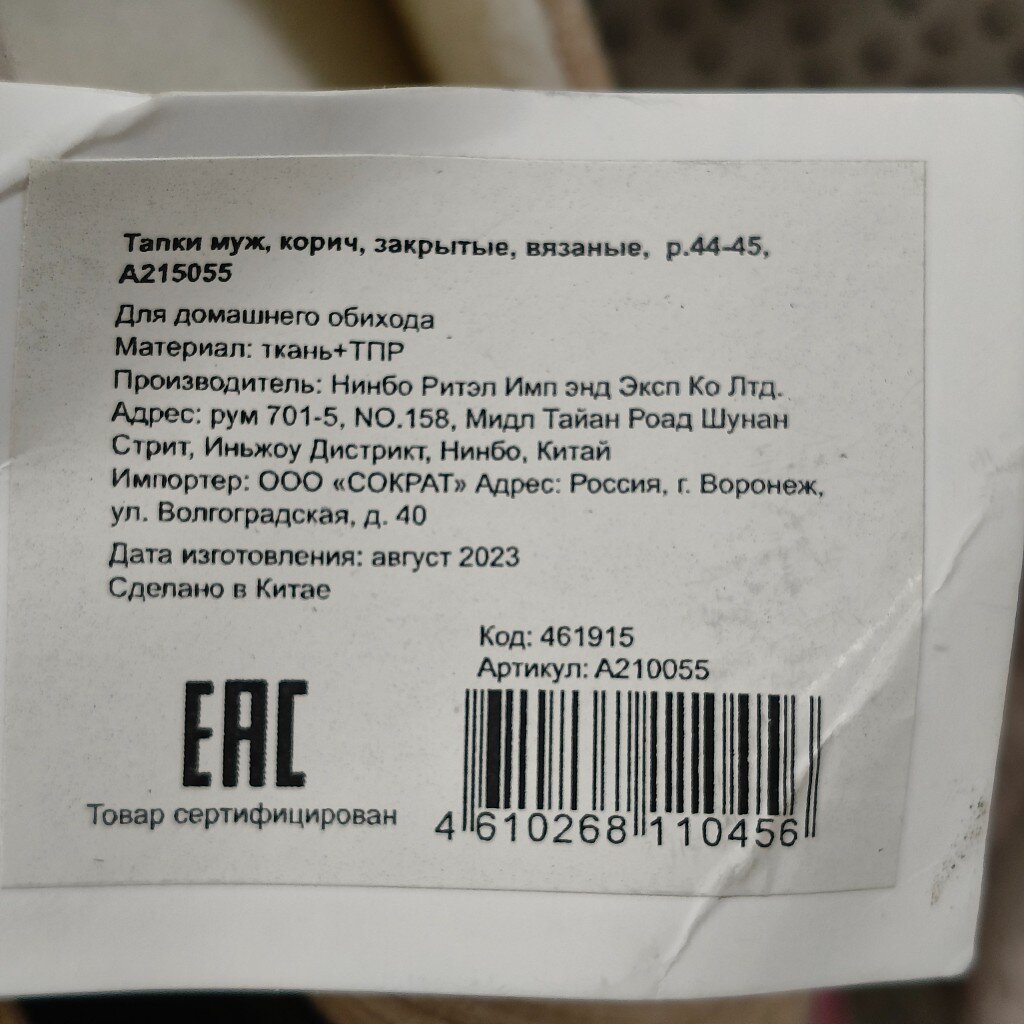 Тапки муж, корич, закрытые, вязаные, р.44-45,
А215055
Для домашнего обихода
Материал: ткань+ТПР
Производитель: Нинбо Ритэл Имп энд Эксп Ко Лтд.
Адрес: рум 701-5, NO.158, Мидл Тайан Роад Шунан
Стрит, Иньжоу Дистрикт, Нинбо, Китай
Импортер: ООО «СОКРАТ» Адрес: Россия, г. Воронеж,
ул. Волгоградская, д. 40
Дата изготовления: август 2023
Сделано в Китае
Код: 461915
Артикул: А210055
EAC
Товар сертифицирован
4 610268 110456